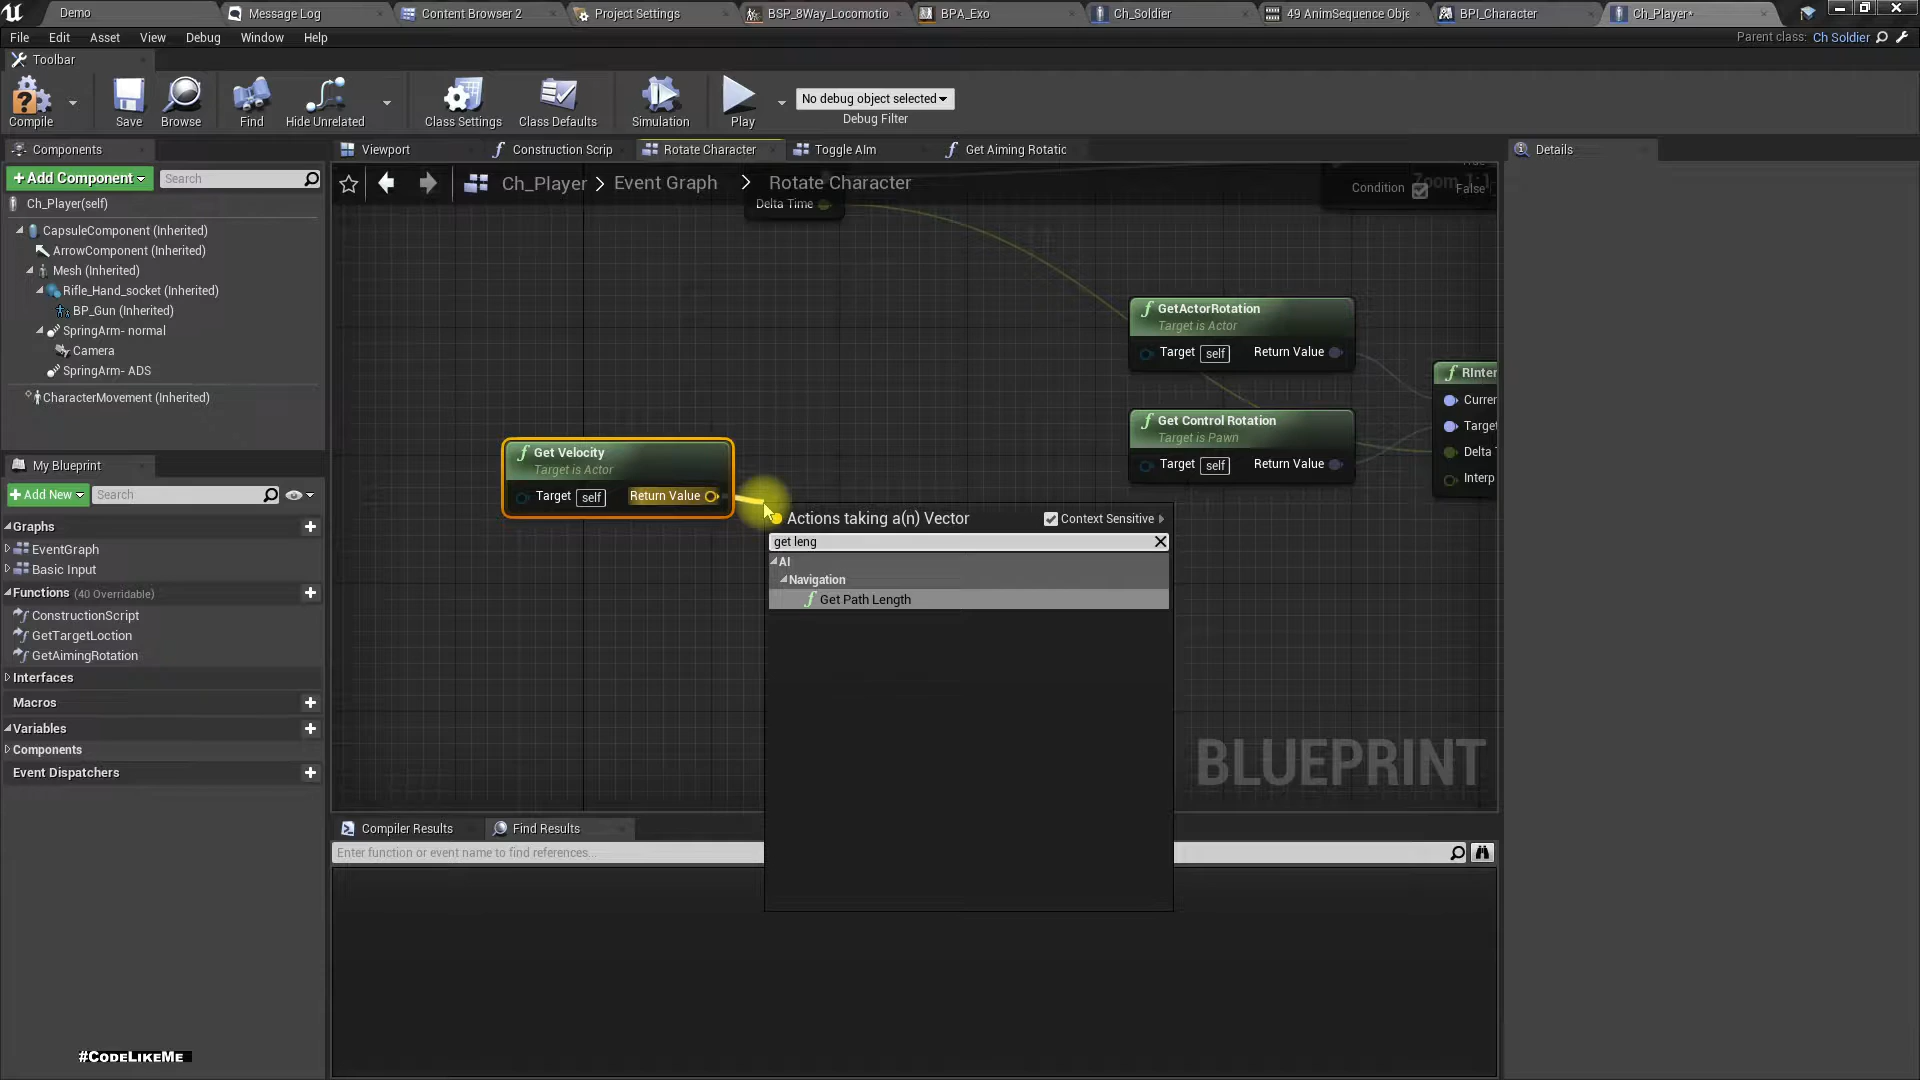 Demo
Message Log
Content Browser 2
Project Settings
BSP_8Way_Locomotio
BPA_Exo
Ch_Soldier
49 AnimSequence Obje
BPI_Character
Ch_Player*
File Edit Asset View Debug Window Help
Parent class: Ch Soldier
Toolbar
Compile
Save
Browse
Find
Hide Unrelated
Class Settings
Class Defaults
Simulation
Play
No debug object selected
Debug Filter
Components
+Add Component
Search
Ch_Player(self)
CapsuleComponent (Inherited)
ArrowComponent (Inherited)
Mesh (Inherited)
Rifle_Hand_socket (Inherited)
BP_Gun (Inherited)
SpringArm- normal
Camera
SpringArm- ADS
CharacterMovement (Inherited)
My Blueprint
+Add New
Search
Graphs
EventGraph
Basic Input
Functions (40 Overridable)
ConstructionScript
GetTargetLoction
GetAimingRotation
Interfaces
Macros
Variables
Components
Event Dispatchers
#CodeLikeMe
Viewport
Construction Scrip
Rotate Character
Toggle AIm
Get Aiming Rotatic
Ch_Player > Event Graph > Rotate Character
Zoom 1:1
Delta Time
Condition
False
GetActorRotation
Target is Actor
Target self Return Value
Get Control Rotation
Target is Pawn
Target self Return Value
RInter
Curren
Target
Delta T
Interp
Get Velocity
Target is Actor
Target self Return Value
Actions taking a(n) Vector
Context Sensitive
get leng
AI
Navigation
Get Path Length
BLUEPRINT
Compiler Results
Find Results
Enter function or event name to find references...
Details